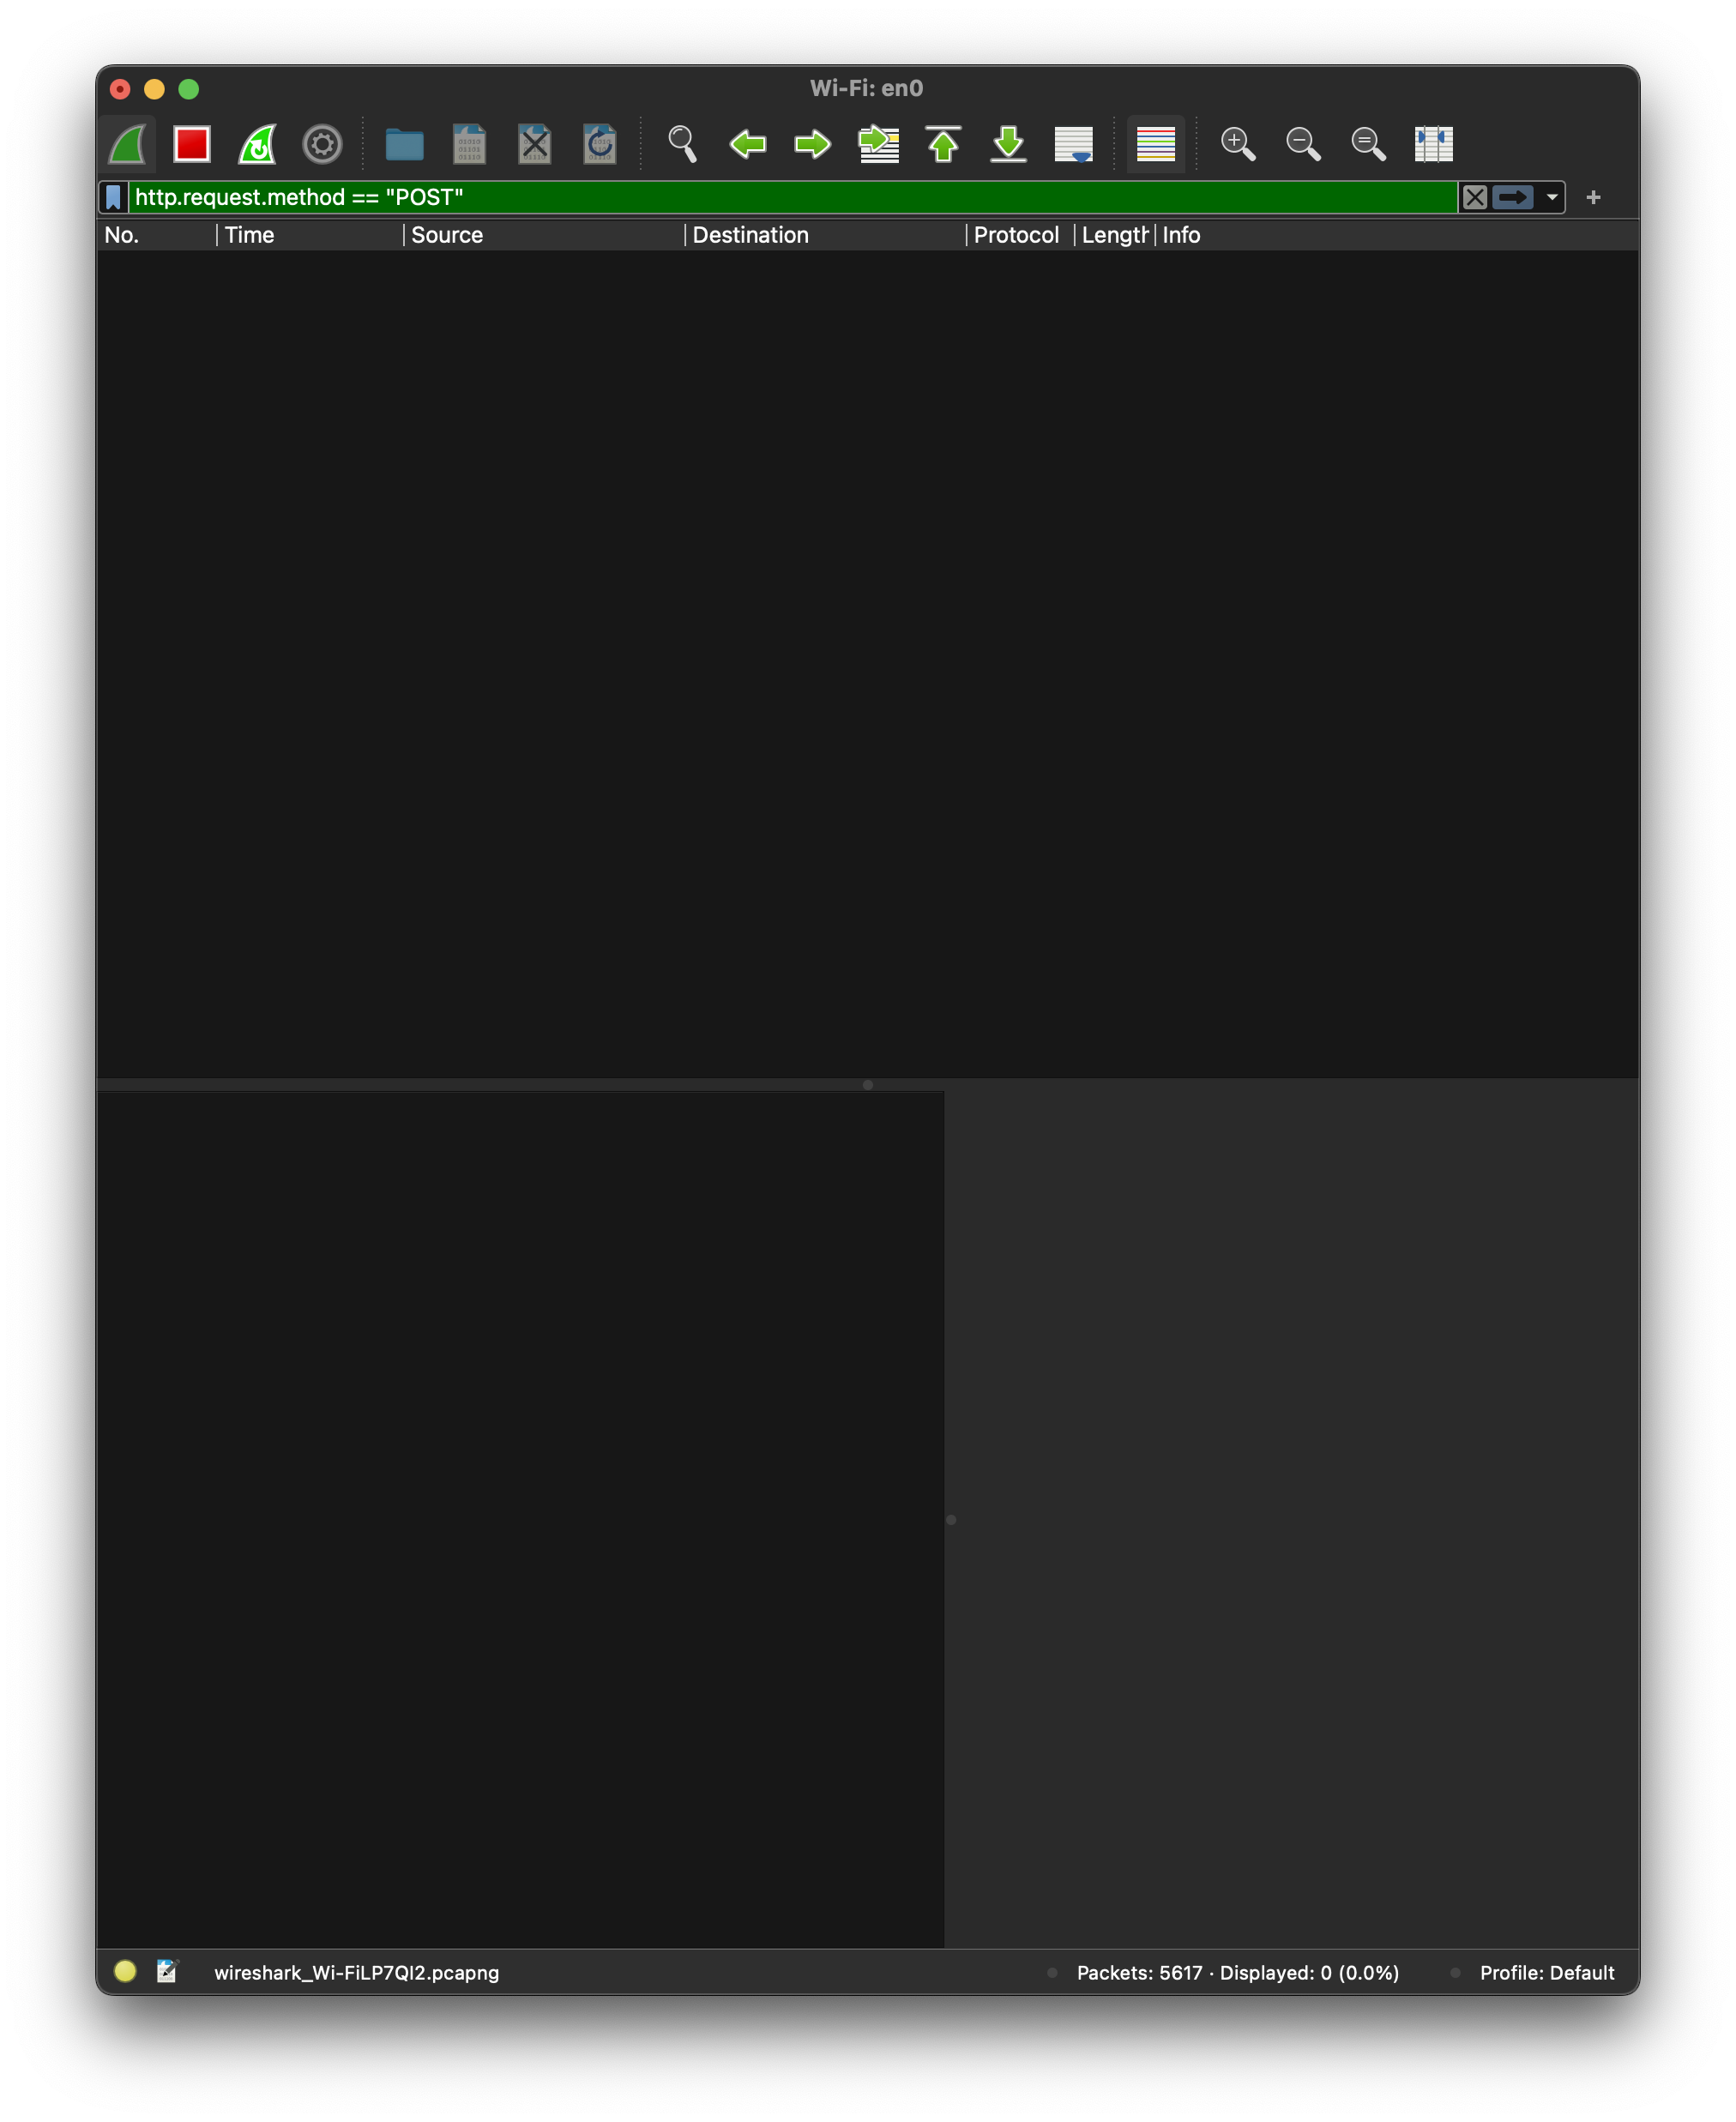 Wi-Fi: en0
http.request.method == "POST"
No. Time Source Destination Protocol Length Info
wireshark_Wi-FiLP7QI2.pcapng Packets: 5617 · Displayed: 0 (0.0%) Profile: Default